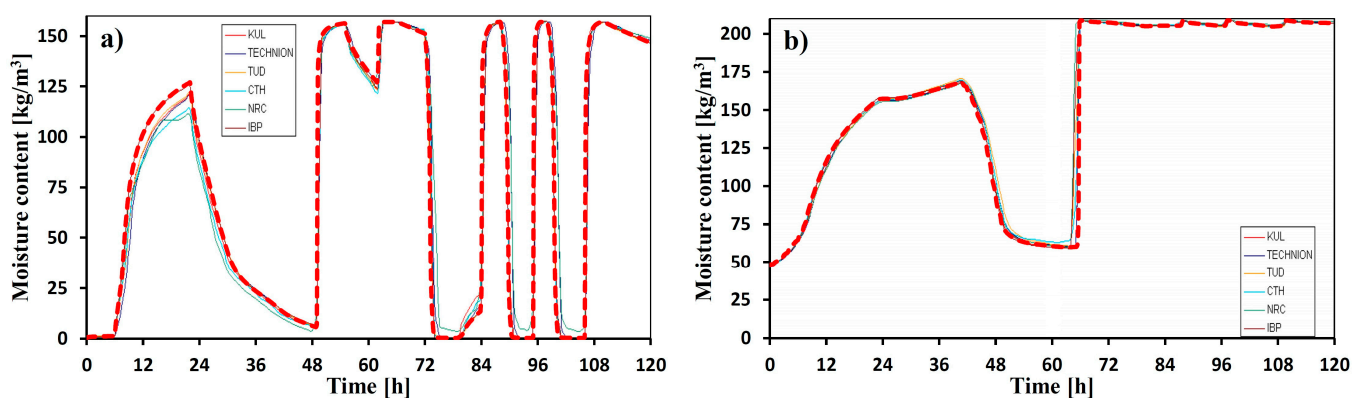 a)
Moisture content [kg/m³]
150
125
100
75
50
25
0
KUL
TECHNION
TUD
CTH
NRC
IBP
0 12 24 36 48 60 72 84 96 108 120
Time [h]
b)
Moisture content [kg/m³]
200
175
150
125
100
75
50
25
0
KUL
TECHNION
TUD
CTH
NRC
IBP
0 12 24 36 48 60 72 84 96 108 120
Time [h]